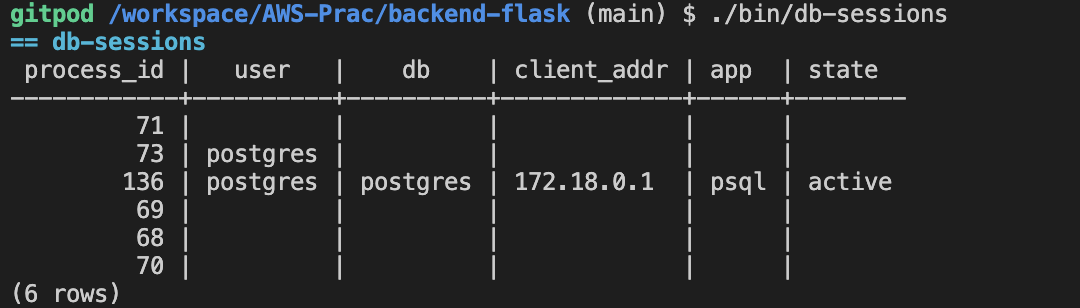 gitpod /workspace/AWS-Prac/backend-flask (main) $ ./bin/db-sessions
== db-sessions
 process_id |   user   |    db    | client_addr | app  | state
------------+----------+----------+-------------+------+--------
         71 |          |          |             |      |
         73 | postgres |          |             |      |
        136 | postgres | postgres | 172.18.0.1  | psql | active
         69 |          |          |             |      |
         68 |          |          |             |      |
         70 |          |          |             |      |
(6 rows)